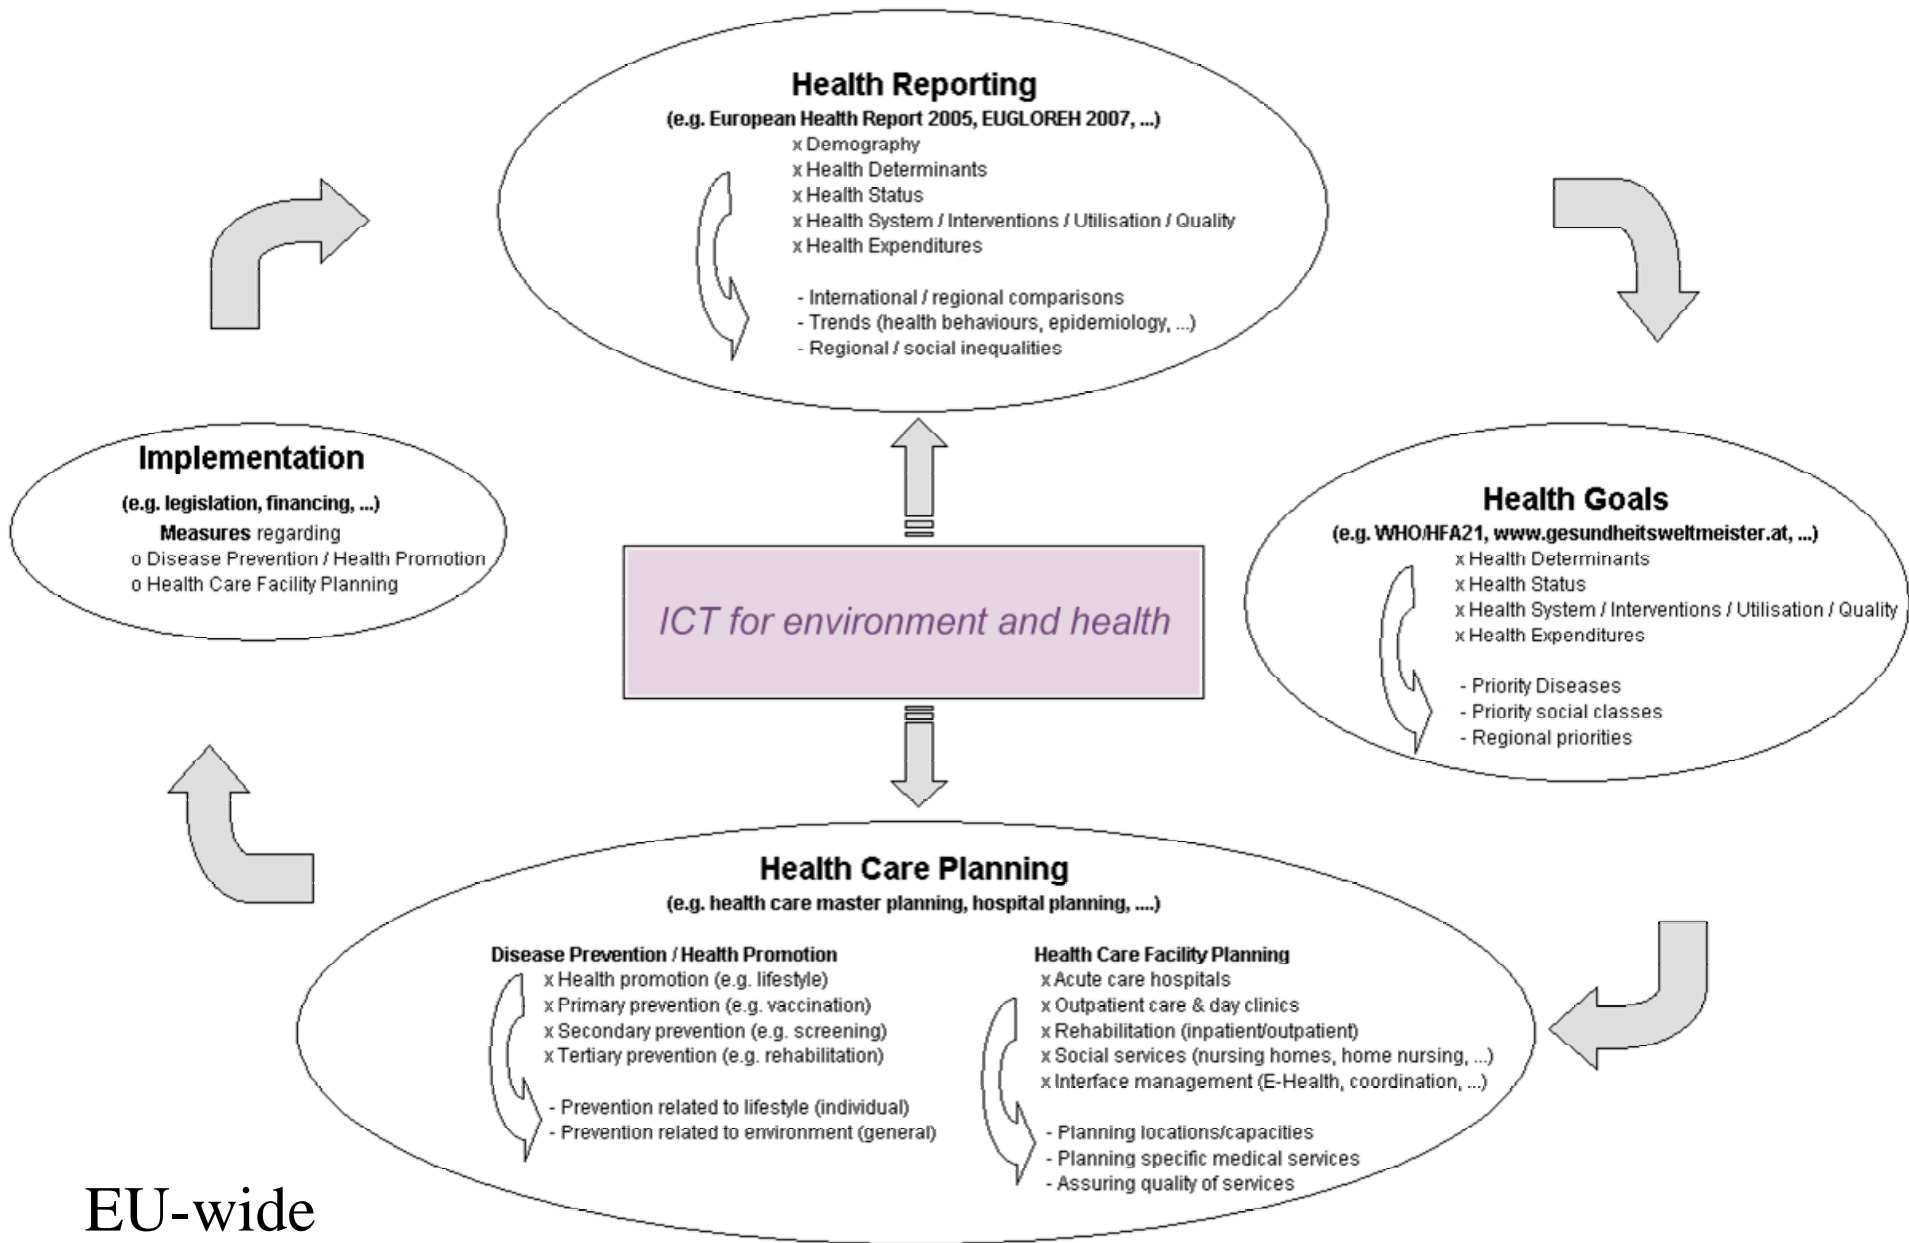 Health Reporting
(e.g. European Health Report 2005, EUGLOREH 2007, ...)
x Demography
x Health Determinants
x Health Status
x Health System / Interventions / Utilisation / Quality
x Health Expenditures
- International / regional comparisons
- Trends (health behaviours, epidemiology, ...)
- Regional / social inequalities
Implementation
(e.g. legislation, financing, ...)
Measures regarding
o Disease Prevention / Health Promotion
o Health Care Facility Planning
ICT for environment and health
Health Goals
(e.g. WHO/HFA21, www.gesundheitsweltmeister.at, ...)
x Health Determinants
x Health Status
x Health System / Interventions / Utilisation / Quality
x Health Expenditures
- Priority Diseases
- Priority social classes
- Regional priorities
Health Care Planning
(e.g. health care master planning, hospital planning, ....)
Disease Prevention / Health Promotion
x Health promotion (e.g. lifestyle)
x Primary prevention (e.g. vaccination)
x Secondary prevention (e.g. screening)
x Tertiary prevention (e.g. rehabilitation)
- Prevention related to lifestyle (individual)
- Prevention related to environment (general)
Health Care Facility Planning
x Acute care hospitals
x Outpatient care & day clinics
x Rehabilitation (inpatient/outpatient)
x Social services (nursing homes, home nursing, ...)
x Interface management (E-Health, coordination, ...)
- Planning locations/capacities
- Planning specific medical services
- Assuring quality of services
EU-wide